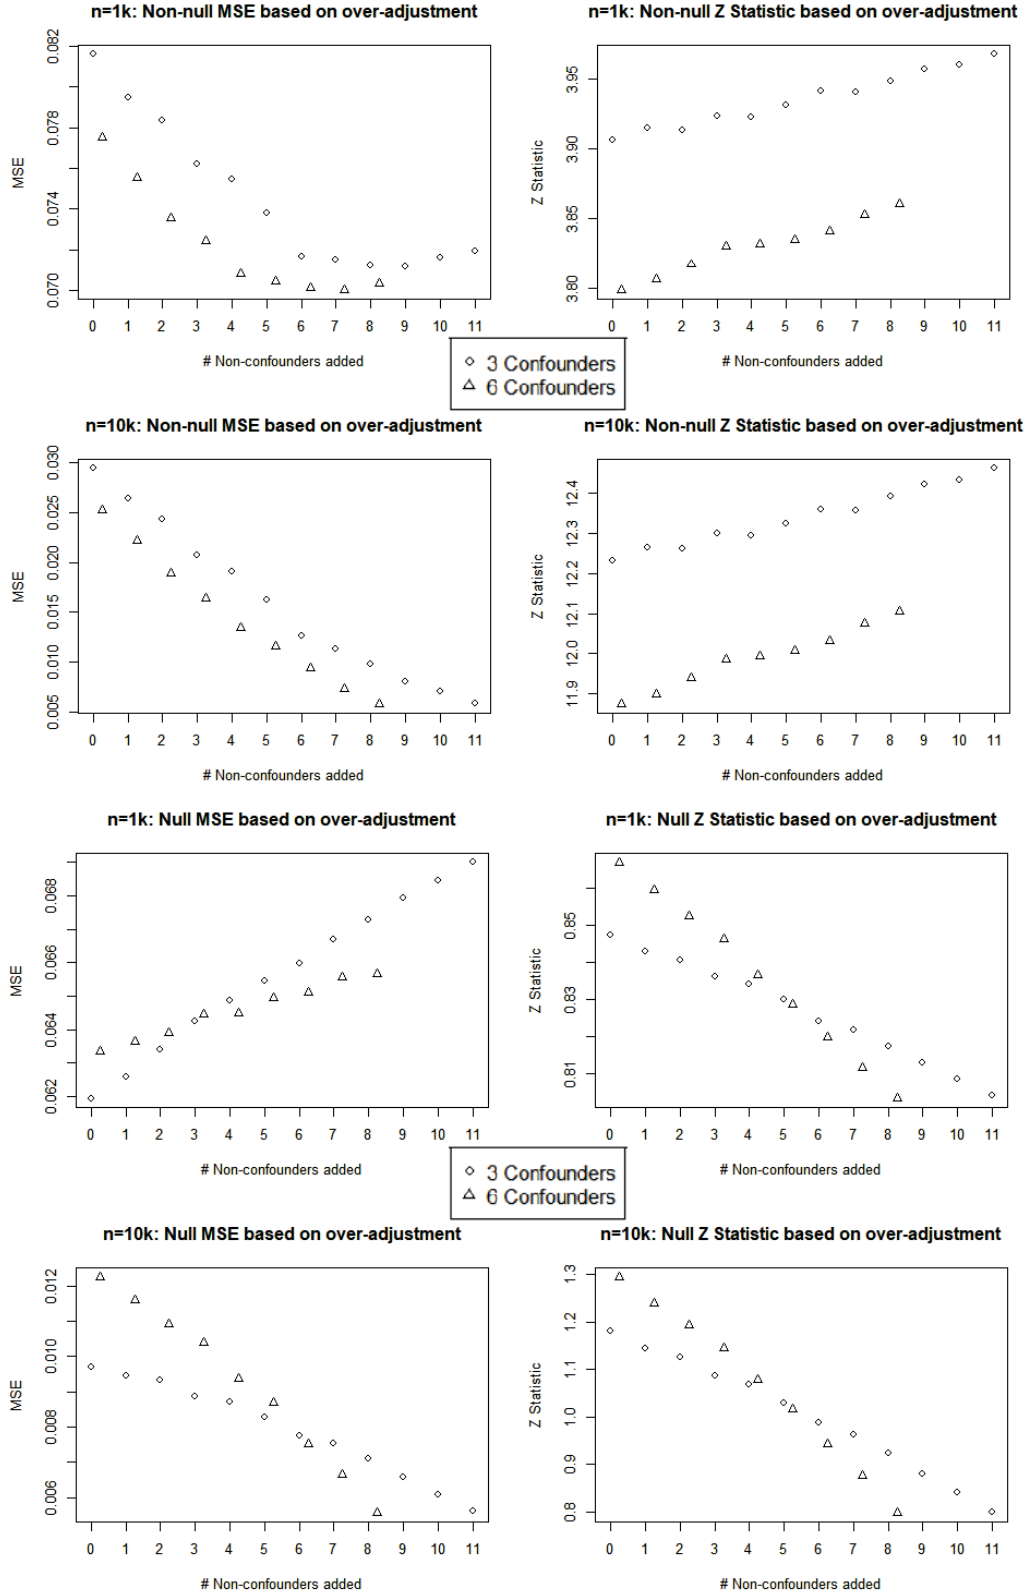 n=1k: Non-null MSE based on over-adjustment
n=1k: Non-null Z Statistic based on over-adjustment
MSE
0.082
0.078
0.074
0.070
0 1 2 3 4 5 6 7 8 9 10 11
# Non-confounders added
Z Statistic
3.95
3.90
3.85
3.80
0 1 2 3 4 5 6 7 8 9 10 11
# Non-confounders added
3 Confounders
6 Confounders
n=10k: Non-null MSE based on over-adjustment
n=10k: Non-null Z Statistic based on over-adjustment
MSE
0.030
0.025
0.020
0.015
0.010
0.005
0 1 2 3 4 5 6 7 8 9 10 11
# Non-confounders added
Z Statistic
12.4
12.3
12.2
12.1
12.0
11.9
0 1 2 3 4 5 6 7 8 9 10 11
# Non-confounders added
n=1k: Null MSE based on over-adjustment
n=1k: Null Z Statistic based on over-adjustment
MSE
0.068
0.066
0.064
0.062
0 1 2 3 4 5 6 7 8 9 10 11
# Non-confounders added
Z Statistic
0.85
0.83
0.81
0 1 2 3 4 5 6 7 8 9 10 11
# Non-confounders added
3 Confounders
6 Confounders
n=10k: Null MSE based on over-adjustment
n=10k: Null Z Statistic based on over-adjustment
MSE
0.012
0.010
0.008
0.006
0 1 2 3 4 5 6 7 8 9 10 11
# Non-confounders added
Z Statistic
1.3
1.2
1.1
1.0
0.9
0.8
0 1 2 3 4 5 6 7 8 9 10 11
# Non-confounders added